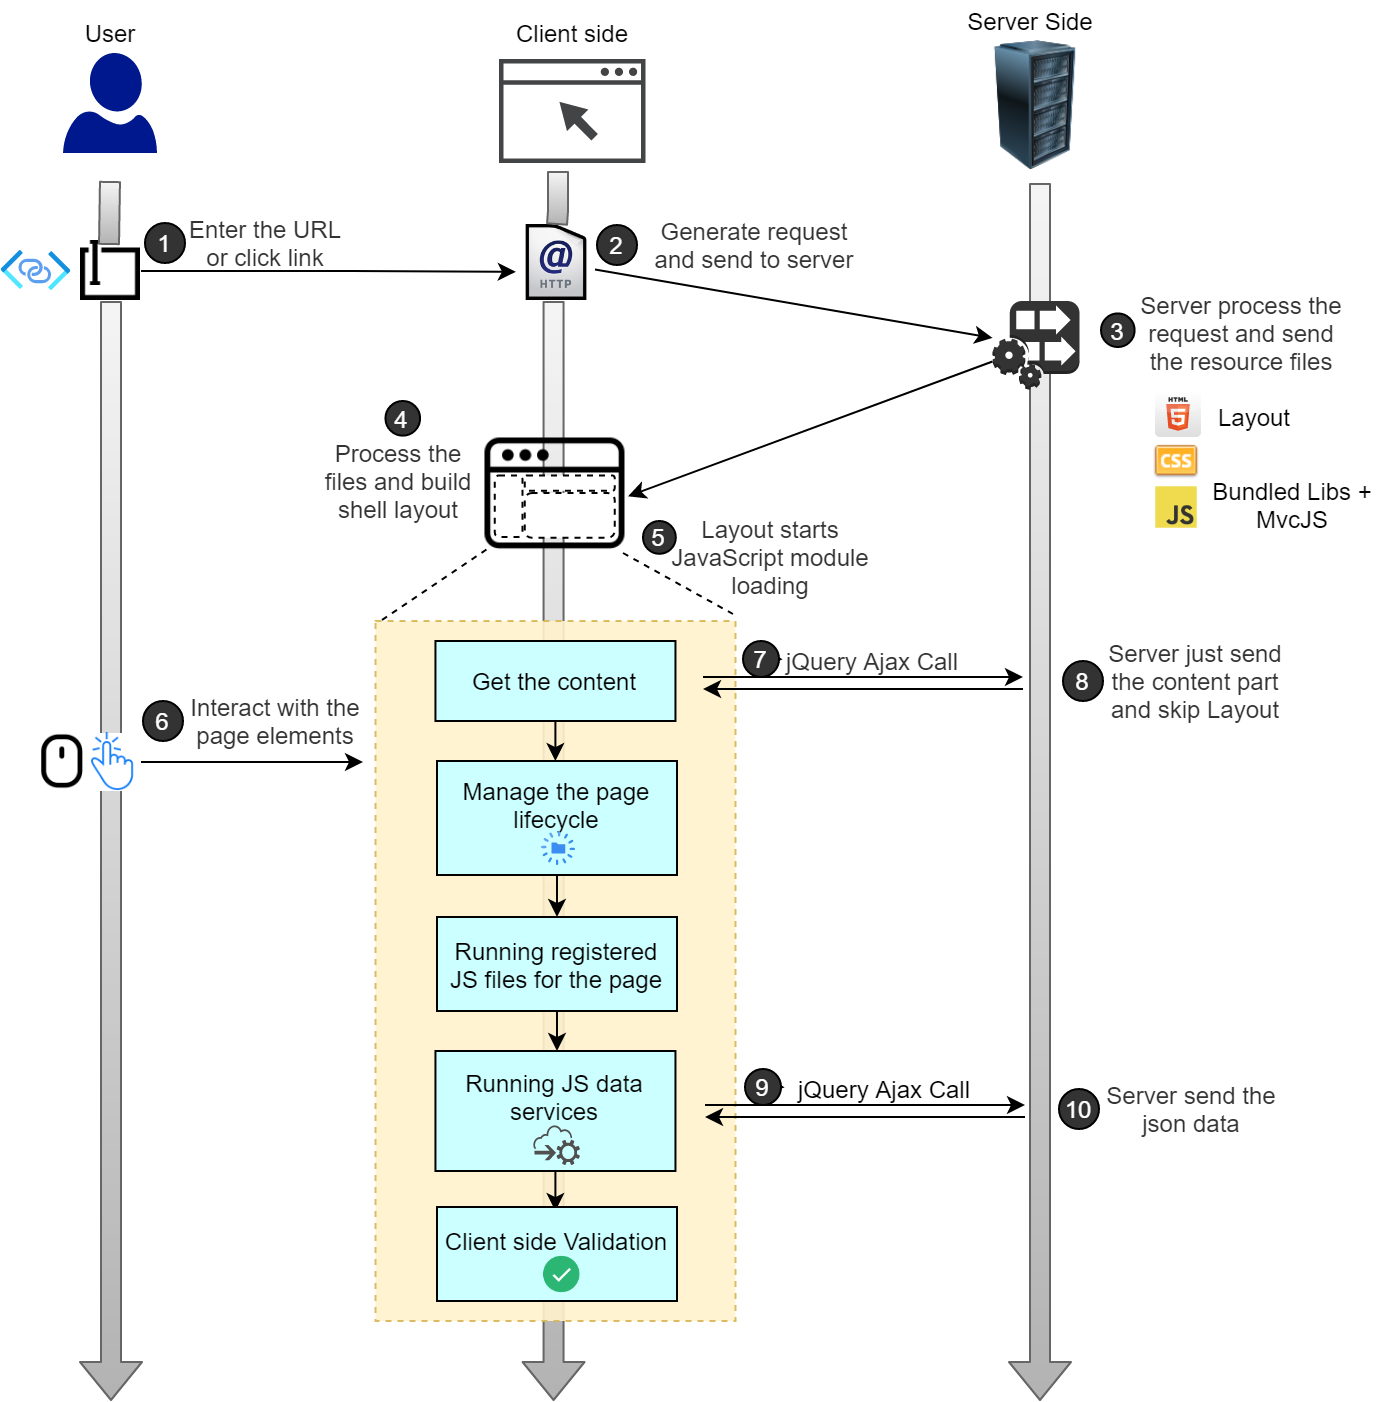 User
Client side
Server Side
1
Enter the URL
or click link
@
HTTP
2
Generate request
and send to server
3
Server process the
request and send
the resource files
HTML
5
Layout
CSS
JS
Bundled Libs +
MvcJS
4
Process the
files and build
shell layout
5
Layout starts
JavaScript module
loading
Get the content
7
jQuery Ajax Call
8
Server just send
the content part
and skip Layout
6
Interact with the
page elements
Manage the page
lifecycle
Running registered
JS files for the page
Running JS data
services
9
jQuery Ajax Call
10
Server send the
json data
Client side Validation